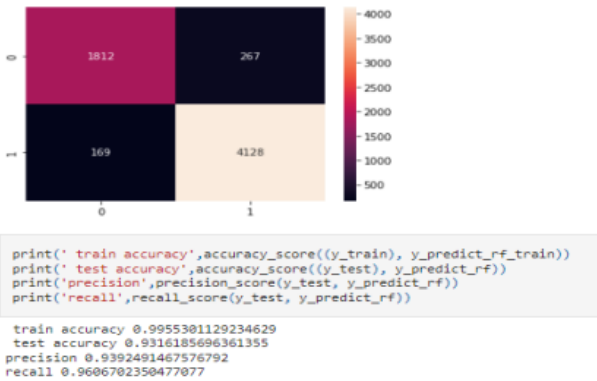 4000
3500
3000
2500
2000
1500
1000
500
0
1812
267
1
169
4128
0
1
print(' train accuracy',accuracy_score((y_train), y_predict_rf_train))
print(' test accuracy',accuracy_score((y_test), y_predict_rf))
print('precision',precision_score(y_test, y_predict_rf))
print('recall',recall_score(y_test, y_predict_rf))
train accuracy 0.9955301129234629
test accuracy 0.9316185696361355
precision 0.9392491467576792
recall 0.9606702350477077